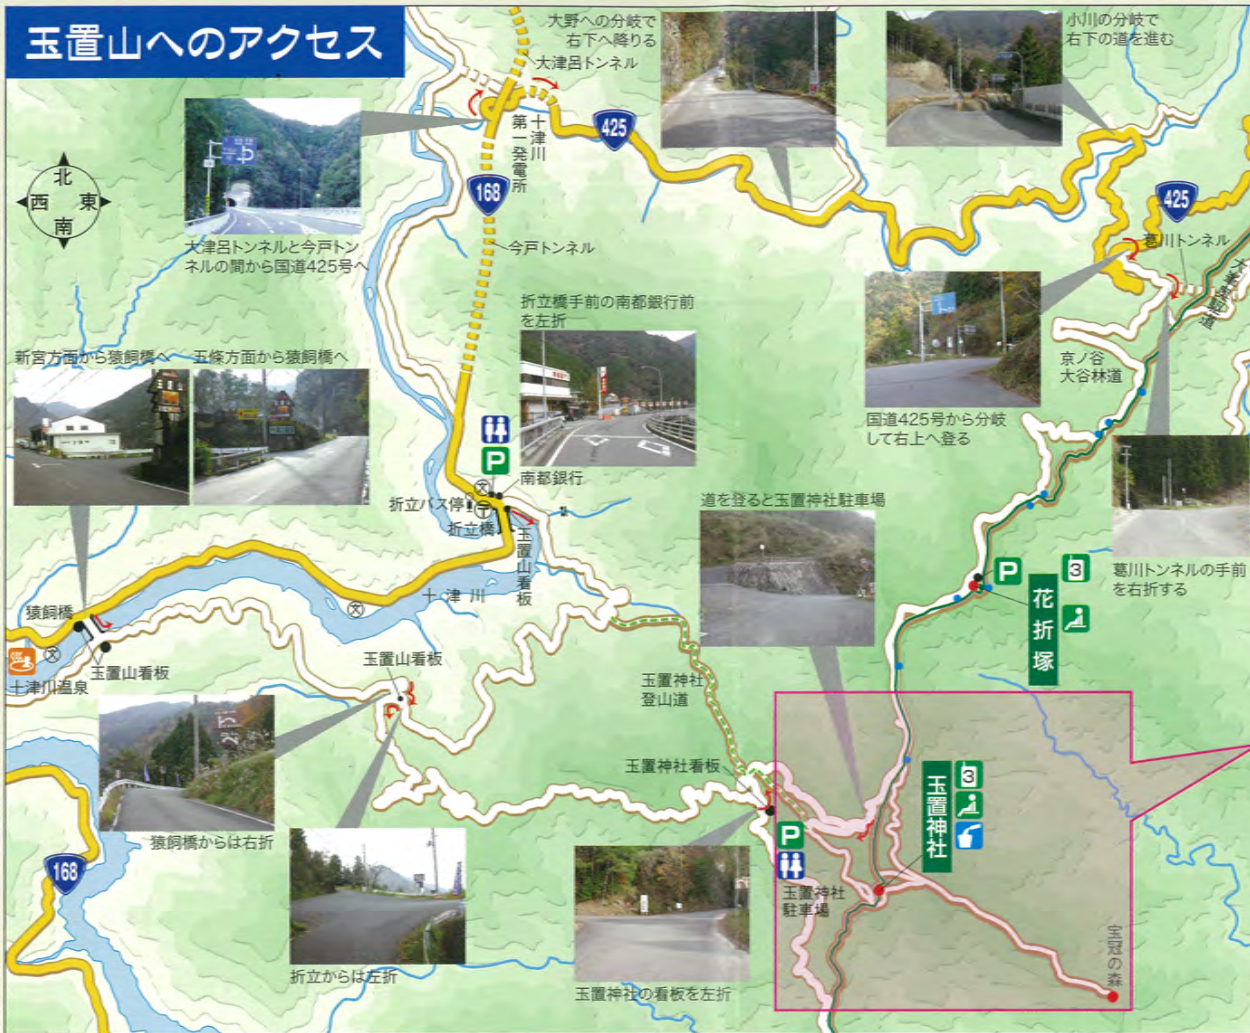 玉置山へのアクセス
大野への分岐で
右下へ降りる
大津呂トンネル
小川の分岐で
右下の道を進む
十津川
第一発電所
425
168
425
北
西 東
南
大津呂トンネルと今戸トン
ネルの間から国道425号へ
今戸トンネル
葛川トンネル
折立橋手前の南都銀行前
を左折
新宮方面から猿飼橋へ
五條方面から猿飼橋へ
京ノ谷
大谷林道
国道425号から分岐
して右上へ登る
P
南都銀行
折立バス停
折立橋
玉置山看板
道を登ると玉置神社駐車場
葛川トンネルの手前
を右折する
P
3
花折塚
十津川
文
文
文
猿飼橋
玉置山看板
十津川温泉
玉置山看板
玉置神社
登山道
玉置神社看板
猿飼橋からは右折
168
折立からは左折
玉置神社
3
P
玉置神社
駐車場
玉置神社の看板を左折
宝冠の森